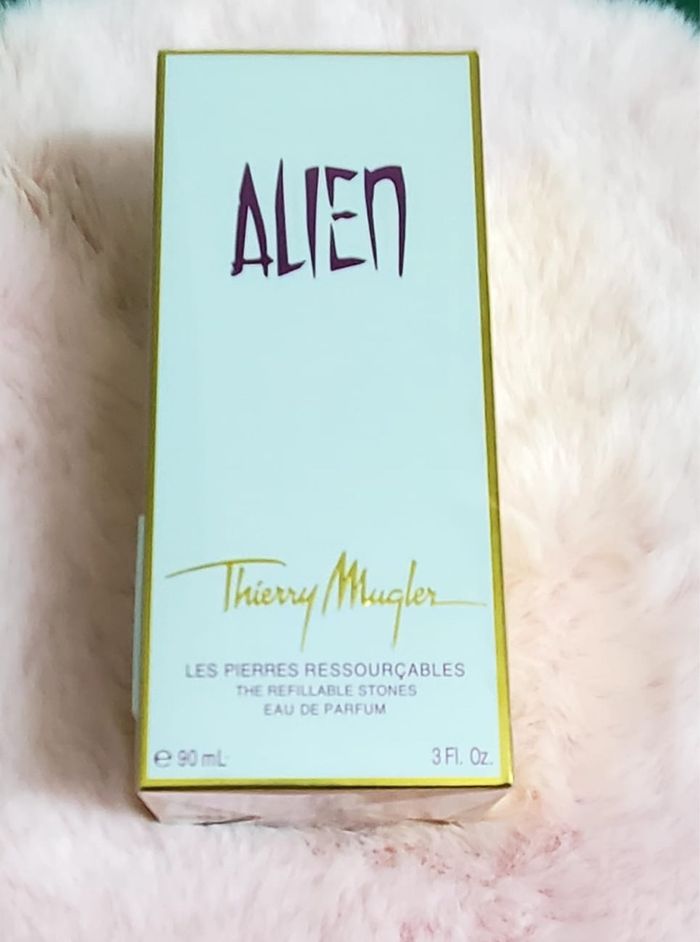 ALIEN
Thierry Mugler
LES PIERRES RESSOURÇABLES
THE REFILLABLE STONES
EAU DE PARFUM
℮ 90 mL 3 Fl. Oz.